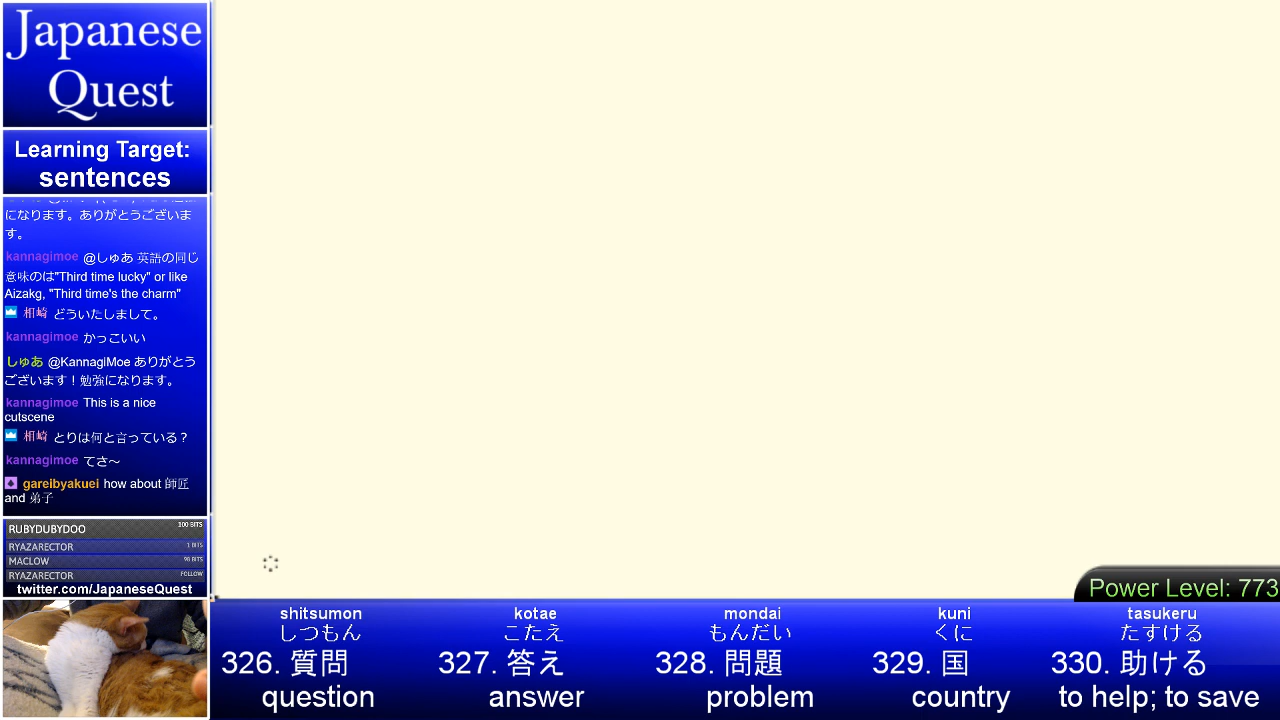 Japanese
Quest
Learning Target:
sentences
になります。ありがとうございま
す。
kannagimoe @しゅあ 英語の同じ
意味のは"Third time lucky" or like
Aizakg, "Third time's the charm"
相崎 どういたしまして。
kannagimoe かっこいい
しゅあ @KannagiMoe ありがとう
ございます！勉強になります。
kannagimoe This is a nice
cutscene
相崎 とりは何と言っている？
kannagimoe てさ～
gareibyakuei how about 師匠
and 弟子
RUBYDUBYDOO 100 BITS
RYAZARECTOR 1 BITS
MACLOW 98 BITS
RYAZARECTOR FOLLOW
twitter.com/JapaneseQuest
Power Level: 773
shitsumon kotae mondai kuni tasukeru
しつもん こたえ もんだい くに たすける
326. 質問 327. 答え 328. 問題 329. 国 330. 助ける
question answer problem country to help; to save